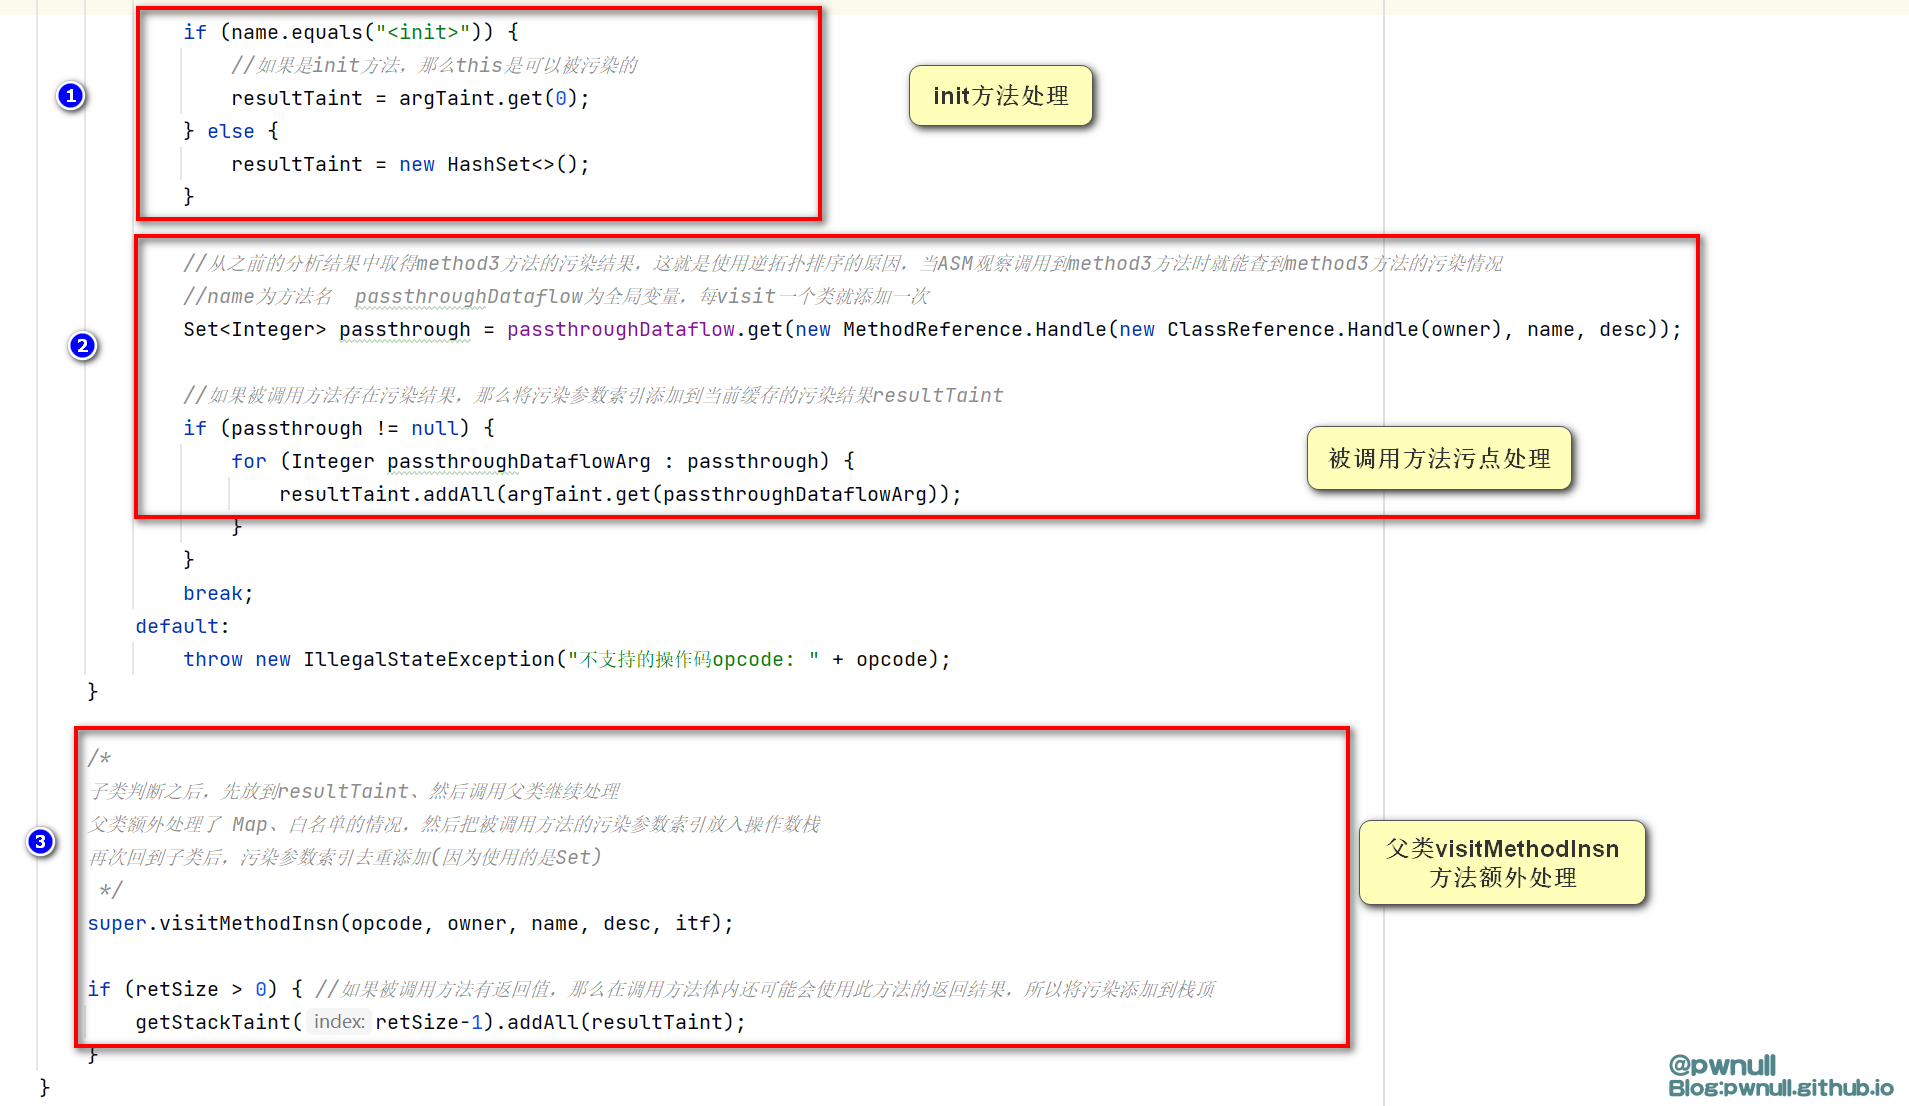 if (name.equals("<init>")) {
//如果是init方法，那么this是可以被污染的
resultTaint = argTaint.get(0);
} else {
resultTaint = new HashSet<>();
}
1
init方法处理
//从之前的分析结果中取得method3方法的污染结果，这就是使用逆拓扑排序的原因，当ASM观察调用到method3方法时就能查到method3方法的污染情况
//name为方法名  passthroughDataflow为全局变量，每visit一个类就添加一次
Set<Integer> passthrough = passthroughDataflow.get(new MethodReference.Handle(new ClassReference.Handle(owner), name, desc));
2
//如果被调用方法存在污染结果，那么将污染参数索引添加到当前缓存的污染结果resultTaint
if (passthrough != null) {
for (Integer passthroughDataflowArg : passthrough) {
resultTaint.addAll(argTaint.get(passthroughDataflowArg));
被调用方法污点处理
}
}
break;
default:
throw new IllegalStateException("不支持的操作码opcode: " + opcode);
}
/*
子类判断之后，先放到resultTaint、然后调用父类继续处理
父类额外处理了 Map、白名单的情况，然后把被调用方法的污染参数索引放入操作数栈
再次回到子类后，污染参数索引去重添加(因为使用的是Set)
*/
3
父类visitMethodInsn
方法额外处理
super.visitMethodInsn(opcode, owner, name, desc, itf);
if (retSize > 0) { //如果被调用方法有返回值，那么在调用方法体内还可能会使用此方法的返回结果，所以将污染添加到栈顶
getStackTaint( index: retSize-1).addAll(resultTaint);
}
}
@pwnull
Blog:pwnull.github.io